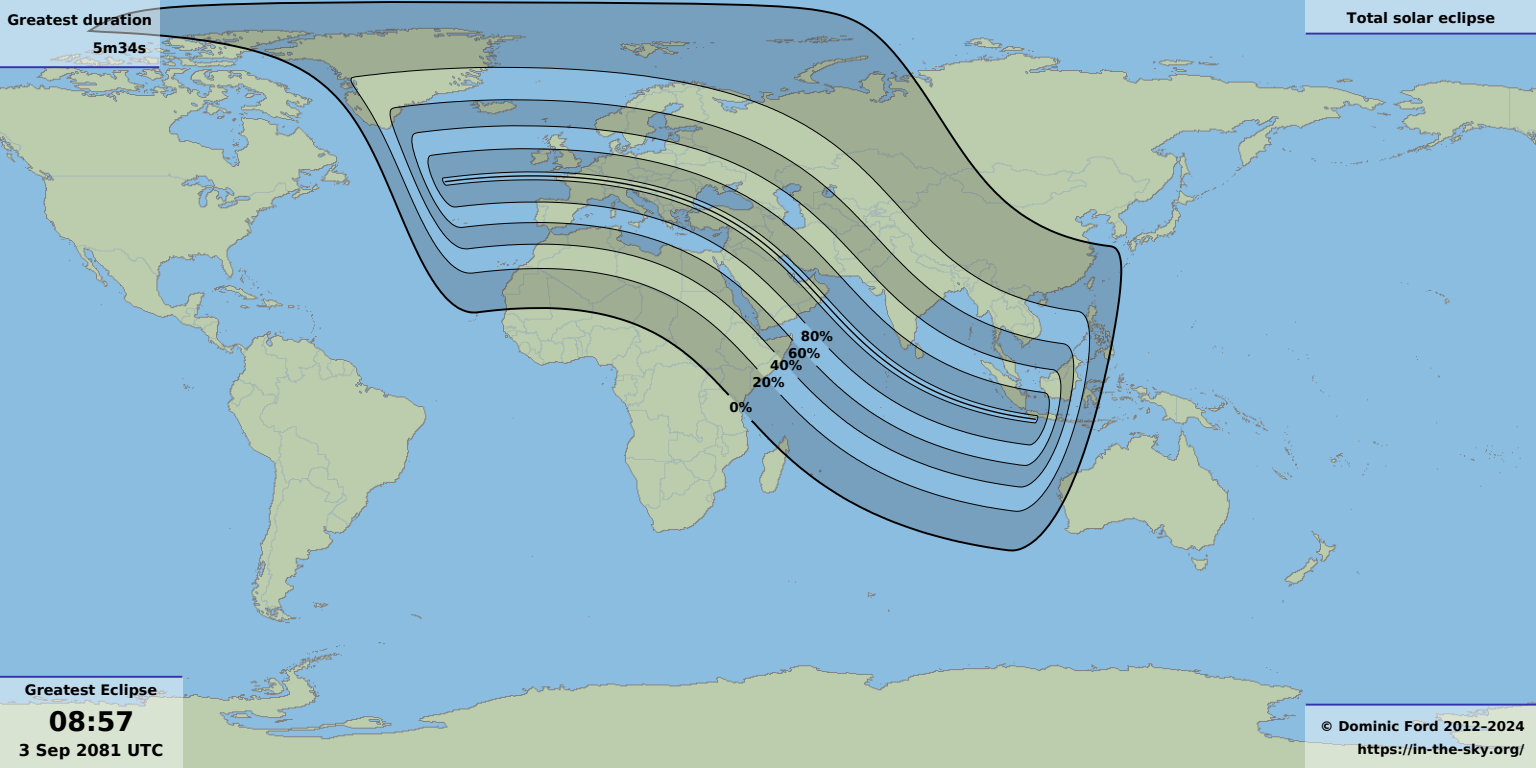 Greatest duration
5m34s
Total solar eclipse
80%
60%
40%
20%
0%
Greatest Eclipse
08:57
3 Sep 2081 UTC
© Dominic Ford 2012–2024
https://in-the-sky.org/